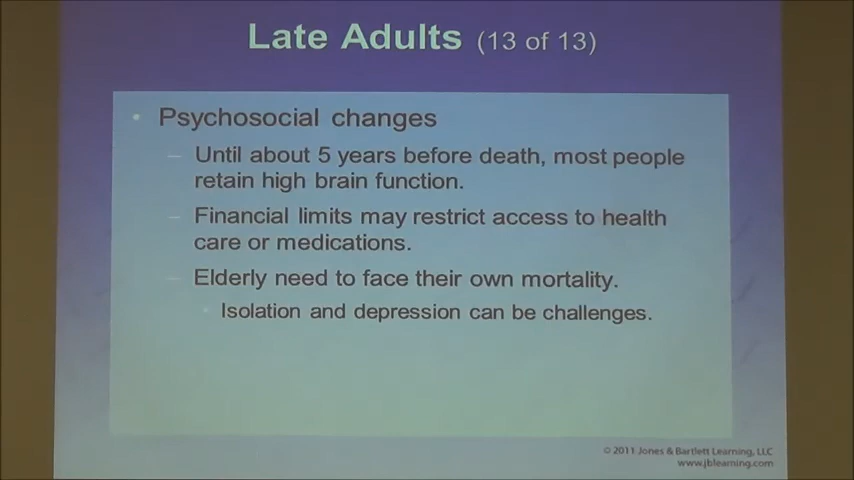 Late Adults (13 of 13)
• Psychosocial changes
– Until about 5 years before death, most people
retain high brain function.
– Financial limits may restrict access to health
care or medications.
– Elderly need to face their own mortality.
• Isolation and depression can be challenges.
© 2011 Jones & Bartlett Learning, LLC
www.jblearning.com